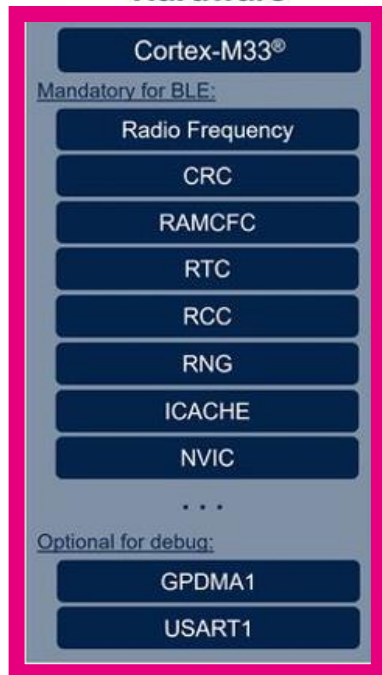 Hardware
Cortex-M33®
Mandatory for BLE:
Radio Frequency
CRC
RAMCFC
RTC
RCC
RNG
ICACHE
NVIC
...
Optional for debug:
GPDMA1
USART1